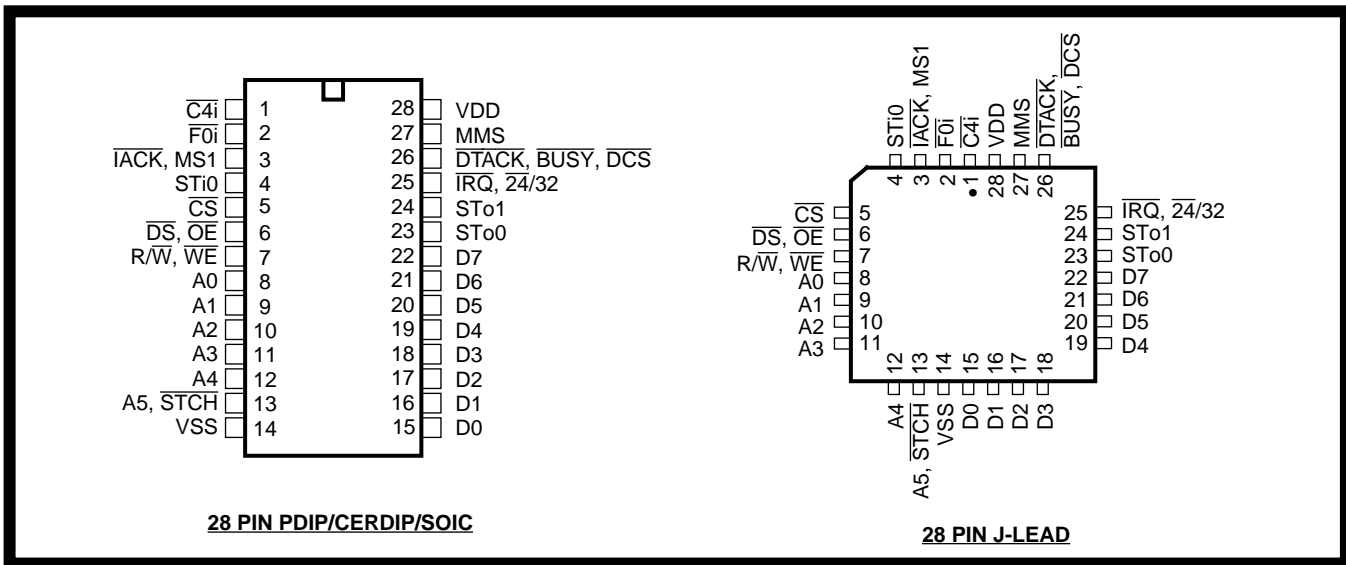 C4i 1 28 VDD
F0i 2 27 MMS
IACK, MS1 3 26 DTACK, BUSY, DCS
STi0 4 25 IRQ, 24/32
CS 5 24 STo1
DS, OE 6 23 STo0
R/W, WE 7 22 D7
A0 8 21 D6
A1 9 20 D5
A2 10 19 D4
A3 11 18 D3
A4 12 17 D2
A5, STCH 13 16 D1
VSS 14 15 D0
28 PIN PDIP/CERDIP/SOIC
STi0
IACK, MS1
F0i
C4i
VDD
MMS
DTACK,
BUSY, DCS
4 3 2 1 28 27 26
CS 5 25 IRQ, 24/32
DS, OE 6 24 STo1
R/W, WE 7 23 STo0
A0 8 22 D7
A1 9 21 D6
A2 10 20 D5
A3 11 19 D4
12 13 14 15 16 17 18
A4
A5, STCH
VSS
D0
D1
D2
D3
28 PIN J-LEAD